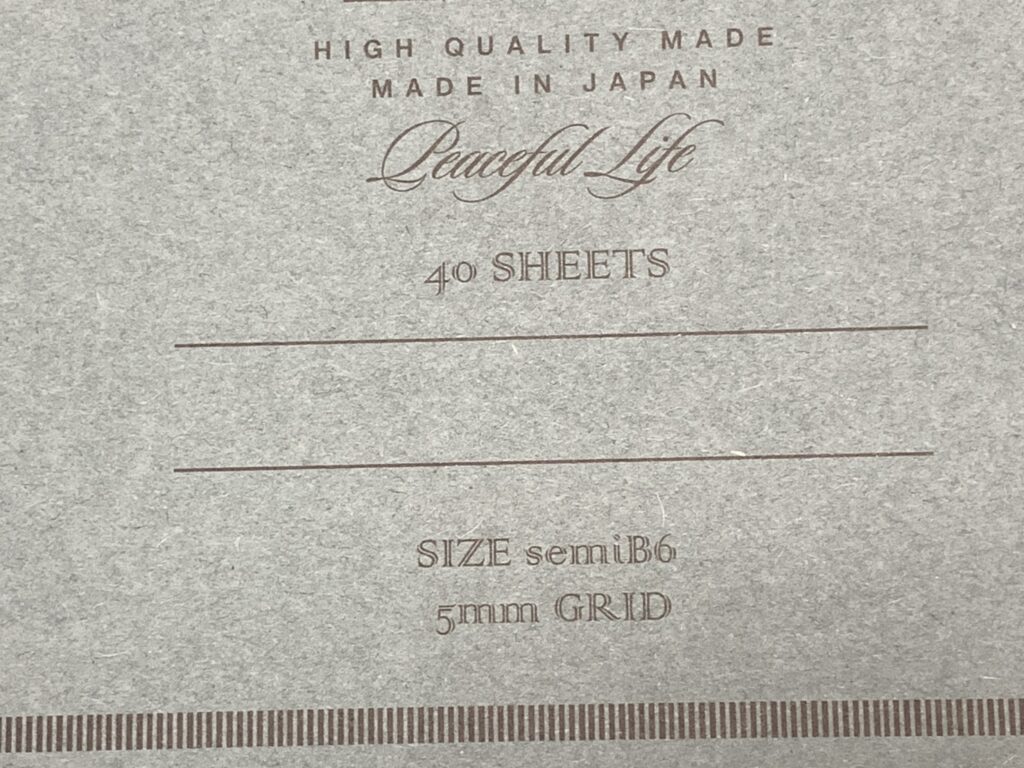 HIGH QUALITY MADE
MADE IN JAPAN
Peaceful Life
40 SHEETS
SIZE semiB6
5mm GRID